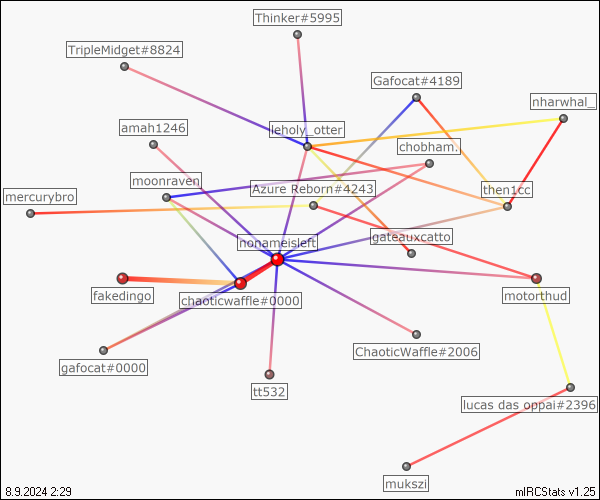 Thinker#5995
TripleMidget#8824
Gafocat#4189
nharwhal_
amah1246
leholy_otter
chobham.
moonraven
Azure Reborn#4243
then1cc
mercurybro
nonameisleft
gateauxcatto
fakedingo
chaoticwaffle#0000
motorthud
gafocat#0000
ChaoticWaffle#2006
tt532
lucas das oppai#2396
mukszi
8.9.2024 2:29
mIRCStats v1.25